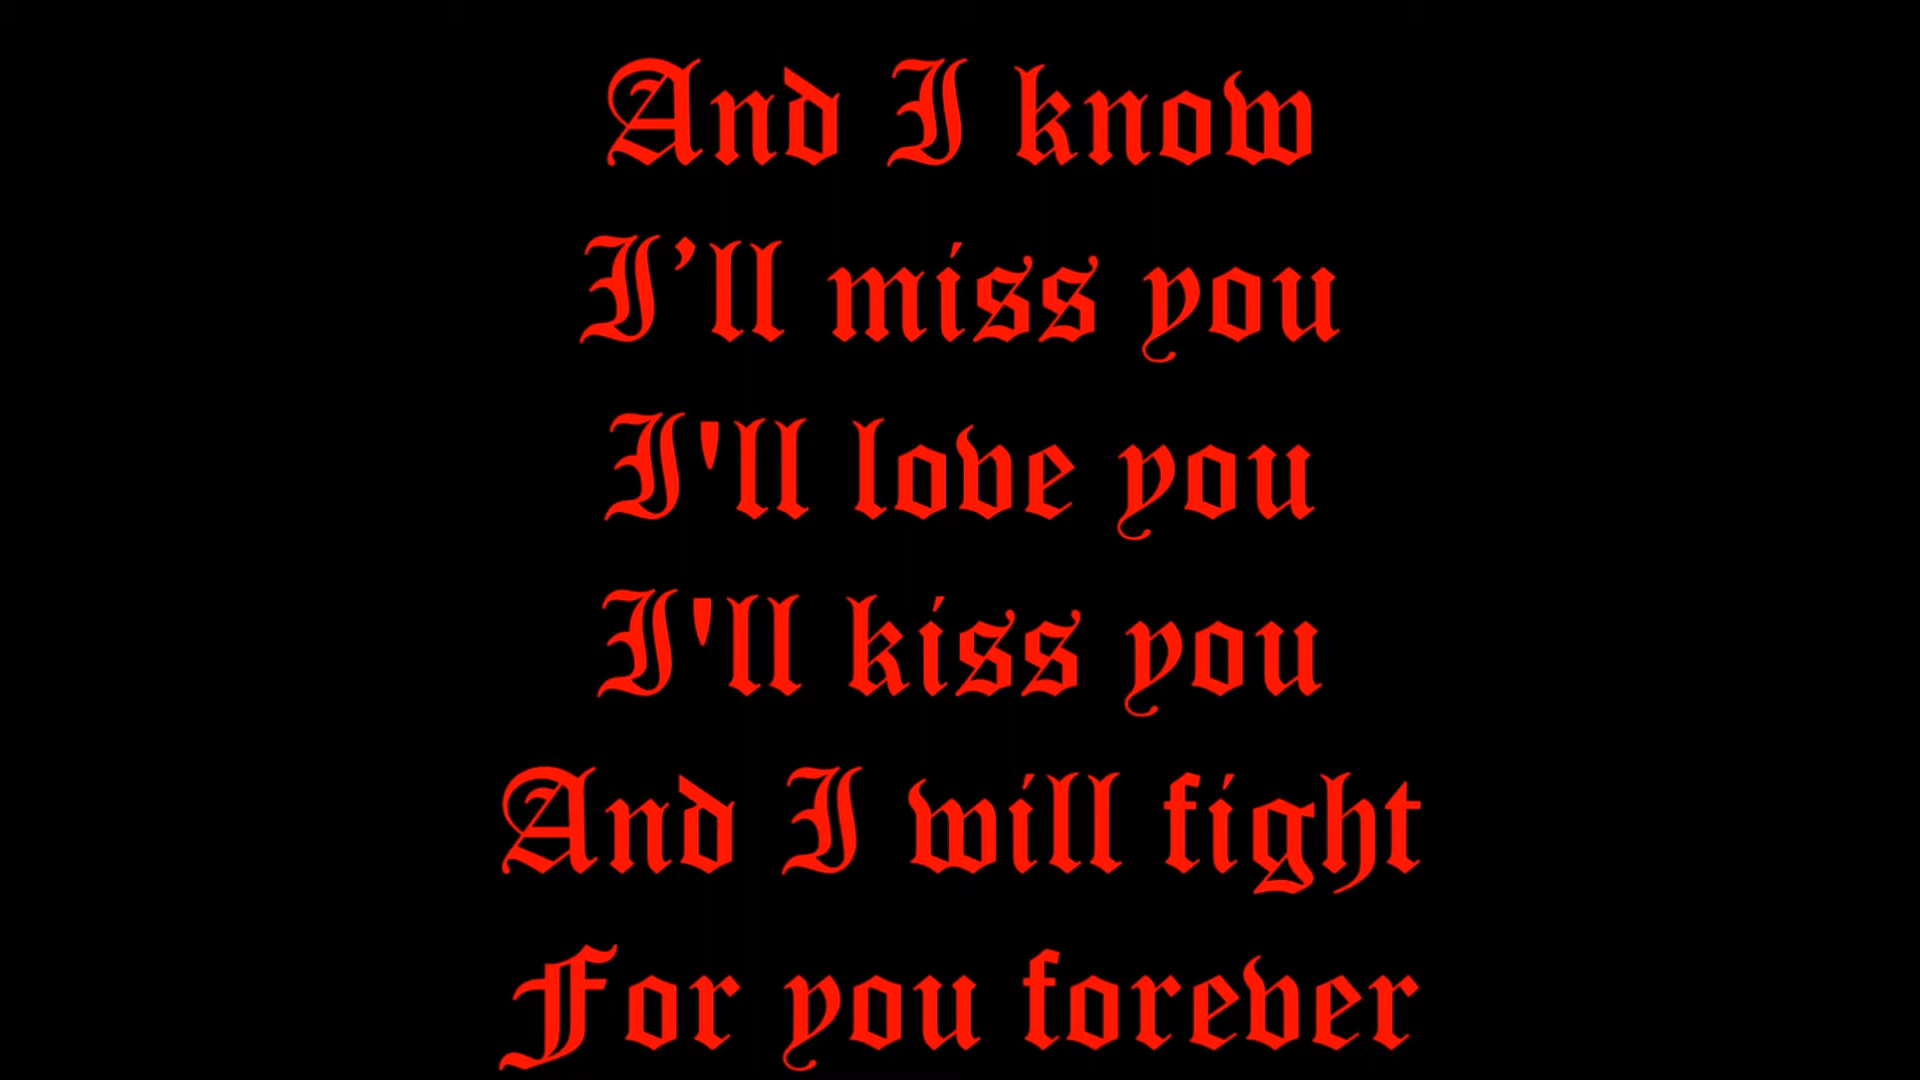 And I know
I’ll miss you
I'll love you
I'll kiss you
And I will fight
For you forever